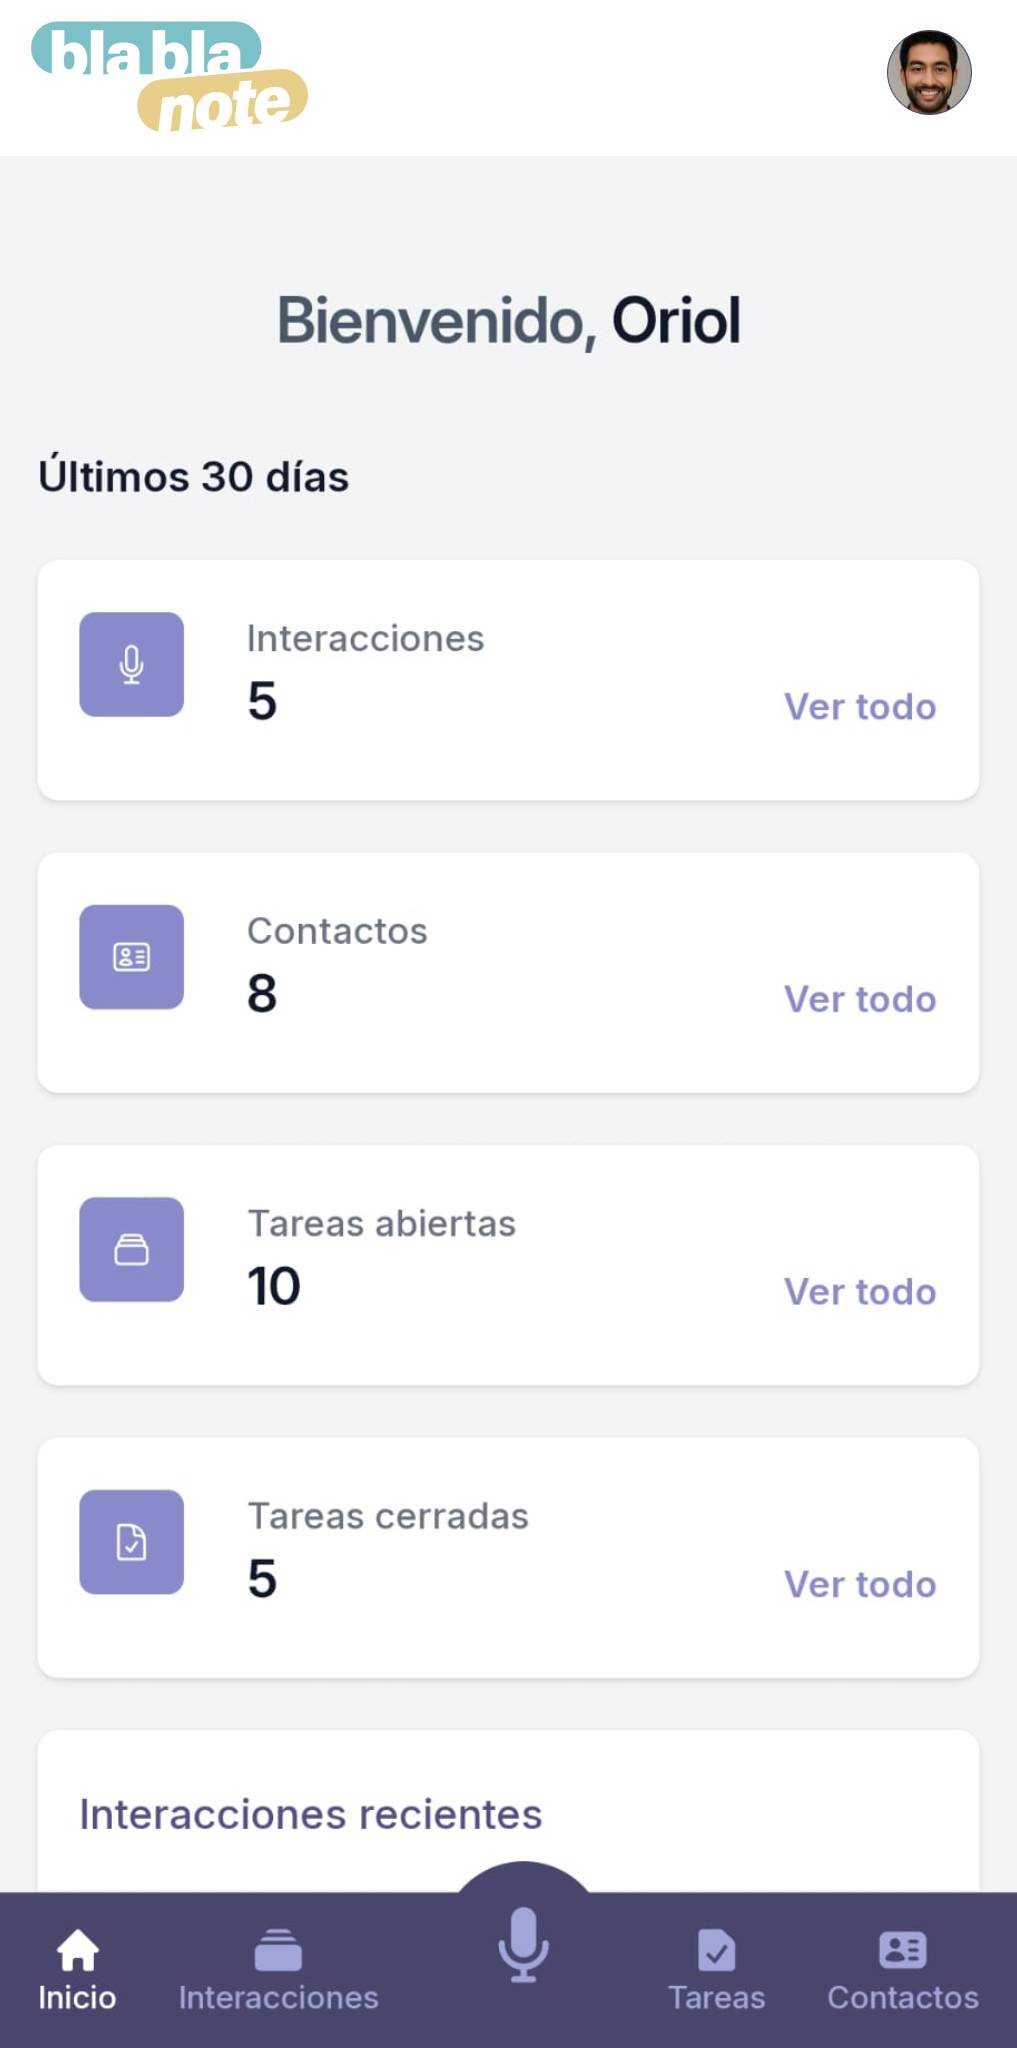 bla bla
note
Bienvenido, Oriol
Últimos 30 días
Interacciones
5
Ver todo
Contactos
8
Ver todo
Tareas abiertas
10
Ver todo
Tareas cerradas
5
Ver todo
Interacciones recientes
Inicio
Interacciones
Tareas
Contactos